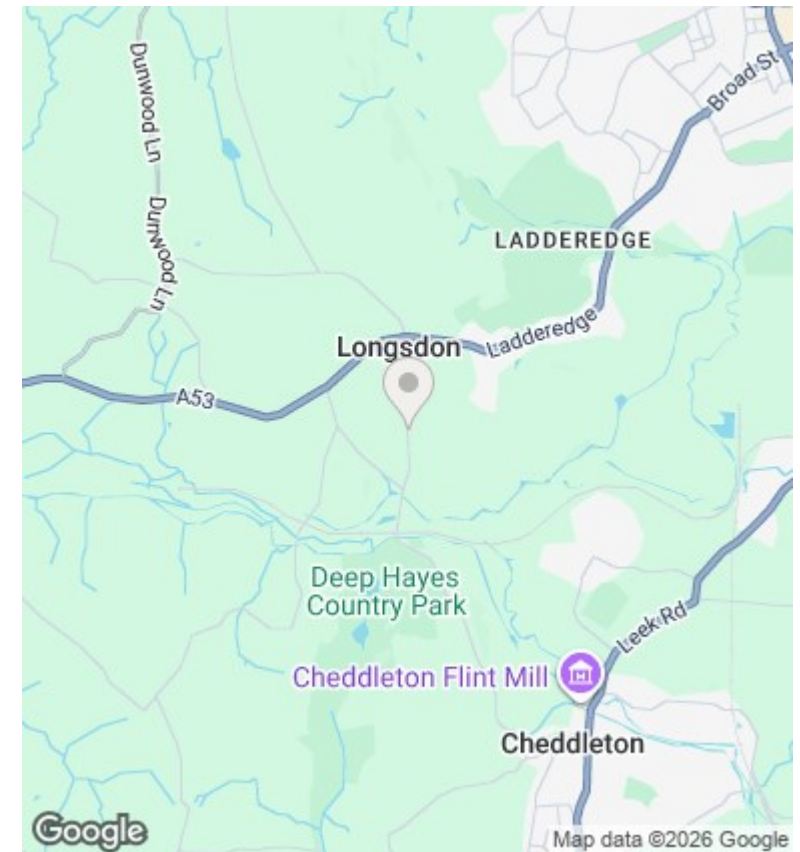 Dunwood Ln
Dunwood Ln
Broad St
LADDEREDGE
Ladderedge
Longsdon
A53
Deep Hayes
Country Park
Leek Rd
Cheddleton Flint Mill
Cheddleton
Google
Map data ©2026 Google